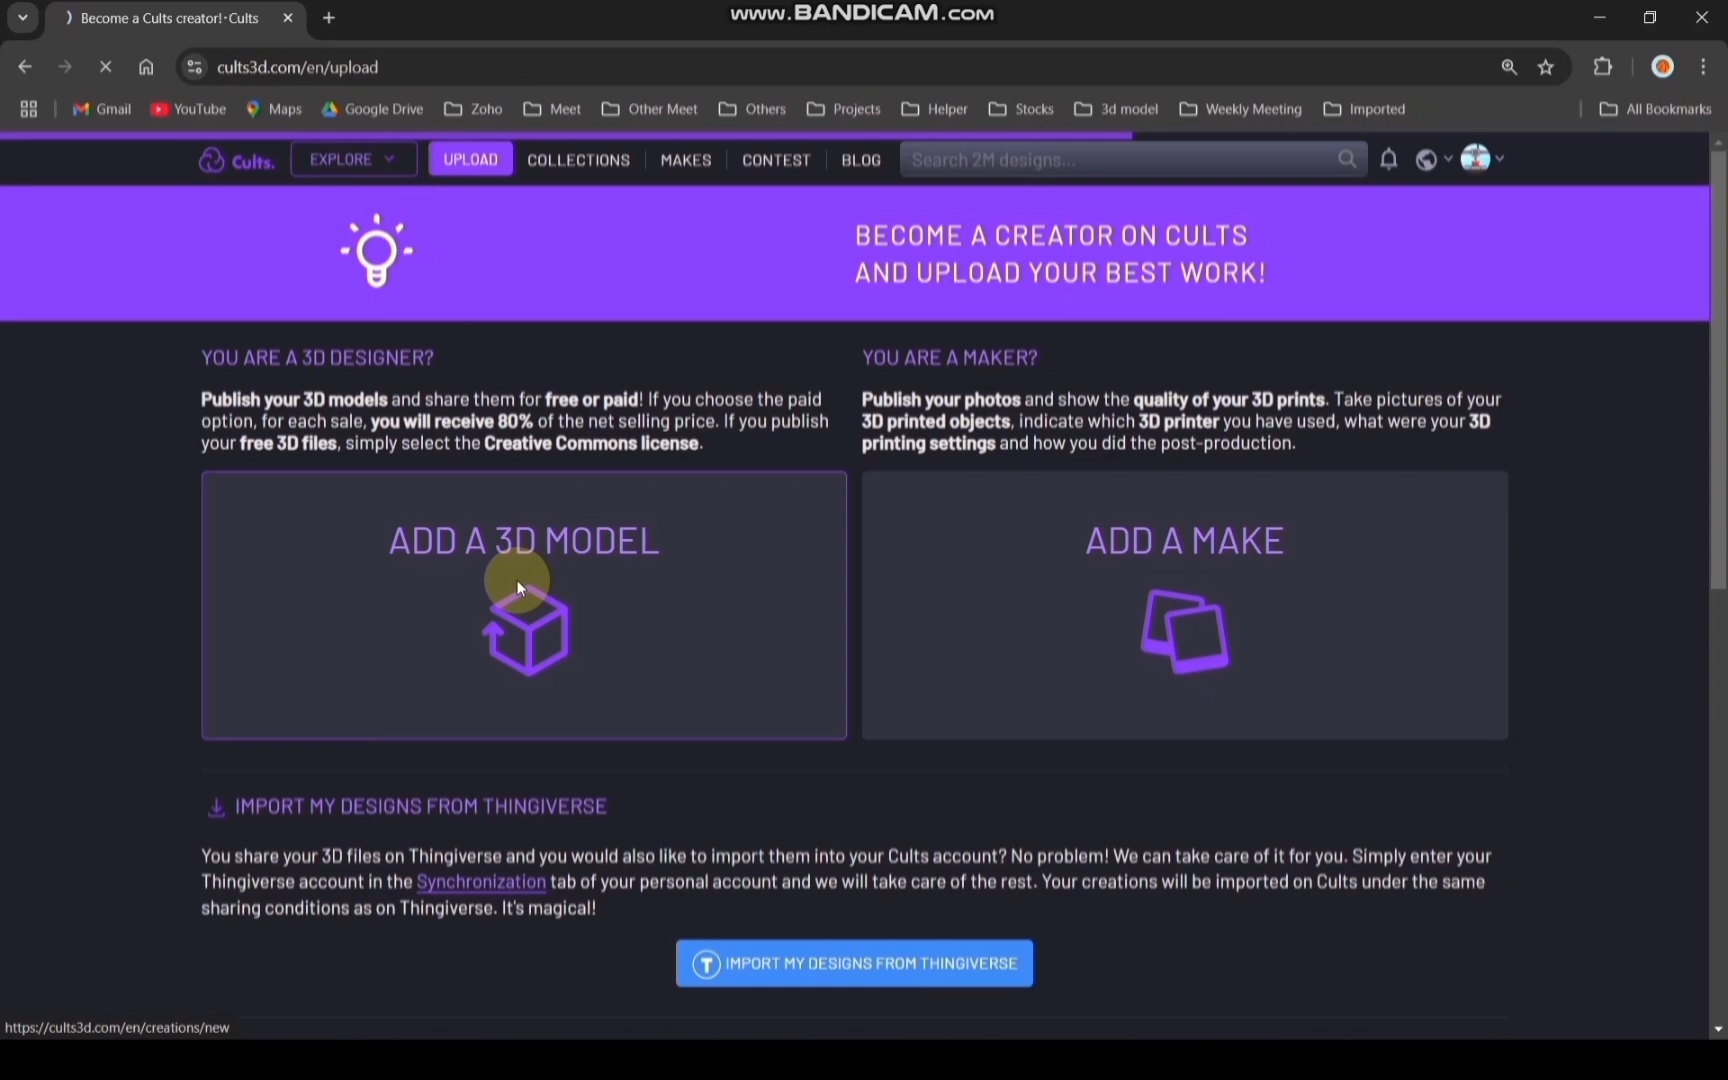 Become a Cults creator!・Cults
www.BANDICAM.com
cults3d.com/en/upload
Gmail YouTube Maps Google Drive Zoho Meet Other Meet Others Projects Helper Stocks 3d model Weekly Meeting Imported All Bookmarks
Cults. EXPLORE UPLOAD COLLECTIONS MAKES CONTEST BLOG Search 2M designs...
BECOME A CREATOR ON CULTS
AND UPLOAD YOUR BEST WORK!
YOU ARE A 3D DESIGNER?
Publish your 3D models and share them for free or paid! If you choose the paid
option, for each sale, you will receive 80% of the net selling price. If you publish
your free 3D files, simply select the Creative Commons license.
ADD A 3D MODEL
YOU ARE A MAKER?
Publish your photos and show the quality of your 3D prints. Take pictures of your
3D printed objects, indicate which 3D printer you have used, what were your 3D
printing settings and how you did the post-production.
ADD A MAKE
IMPORT MY DESIGNS FROM THINGIVERSE
You share your 3D files on Thingiverse and you would also like to import them into your Cults account? No problem! We can take care of it for you. Simply enter your
Thingiverse account in the Synchronization tab of your personal account and we will take care of the rest. Your creations will be imported on Cults under the same
sharing conditions as on Thingiverse. It's magical!
T IMPORT MY DESIGNS FROM THINGIVERSE
https://cults3d.com/en/creations/new